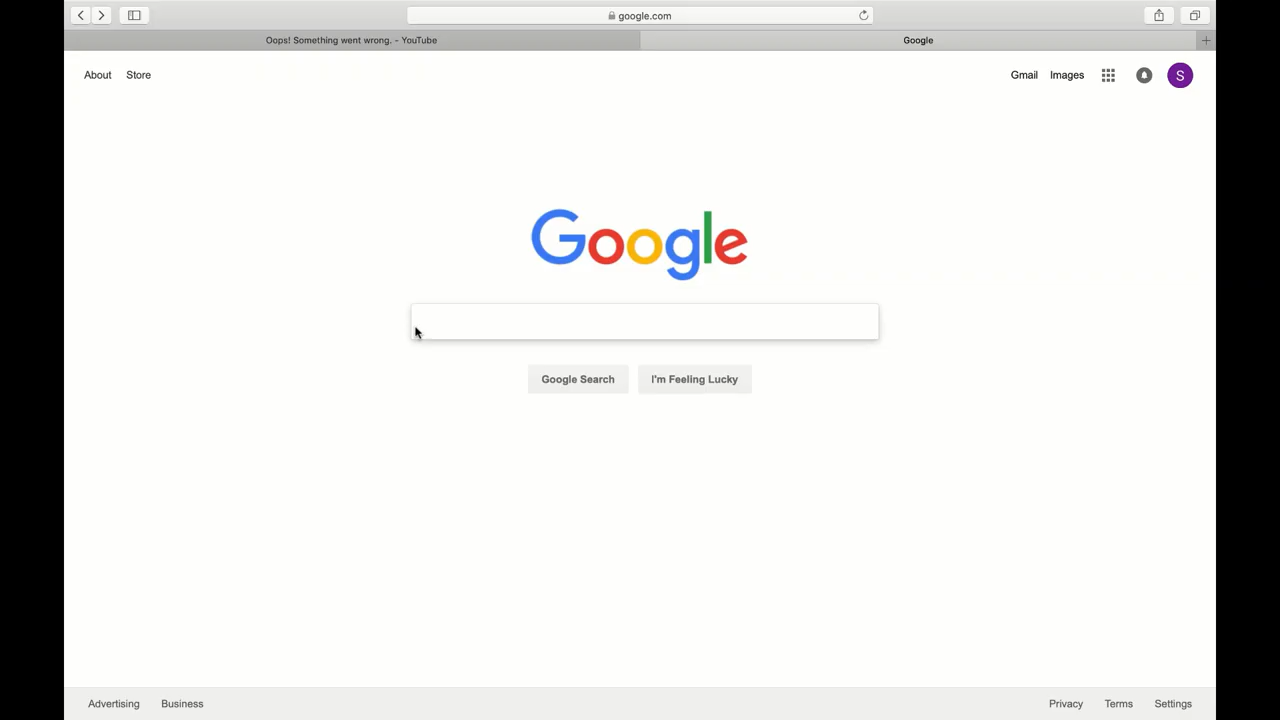 google.com
Oops! Something went wrong. - YouTube
Google
About Store
Gmail Images
S
Google
Google Search
I'm Feeling Lucky
Advertising Business
Privacy Terms Settings